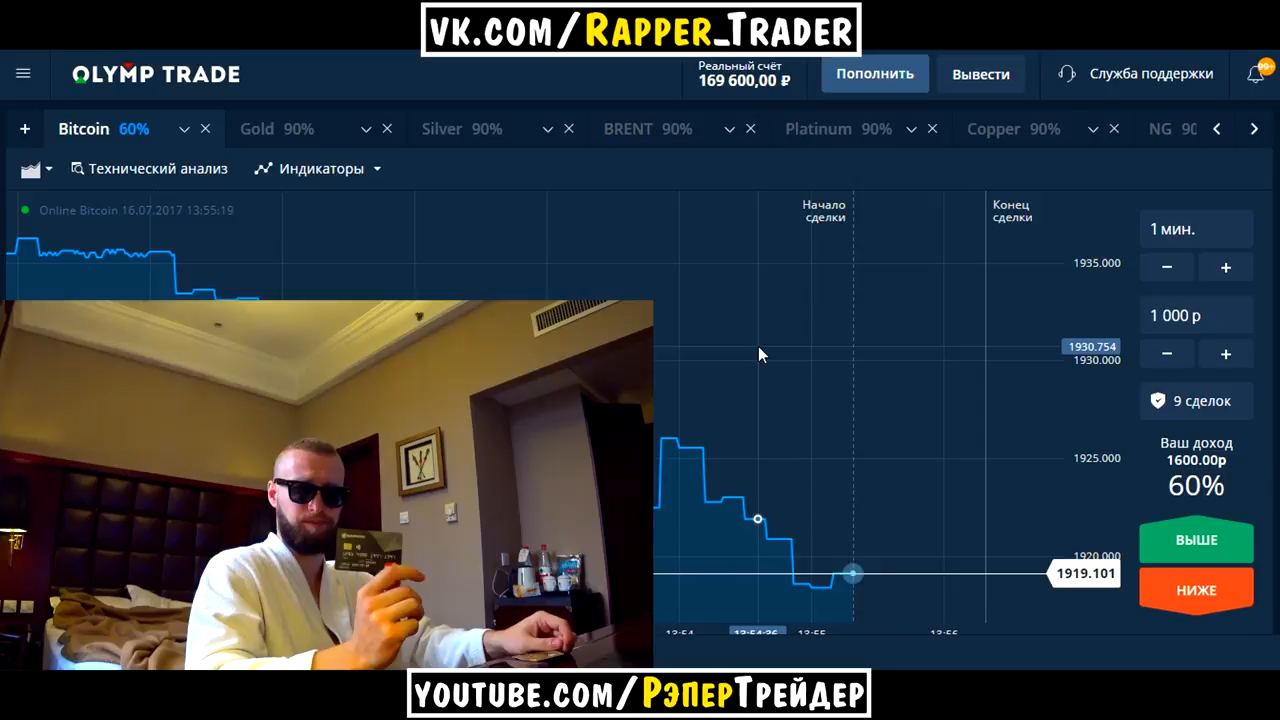 VK.COM/RAPPER_TRADER
OLYMP TRADE
Реальный счёт
169 600,00 ₽
Пополнить
Вывести
Служба поддержки
99+
+
Bitcoin 60%
Gold 90%
Silver 90%
BRENT 90%
Platinum 90%
Copper 90%
NG 90
Технический анализ
Индикаторы
Online Bitcoin 16.07.2017 13:55:19
Начало
сделки
Конец
сделки
1935.000
1930.754
1930.000
1925.000
1920.000
1919.101
13:54
13:54:36
13:55
13:56
1 мин.
− +
1 000 р
− +
9 сделок
Ваш доход
1600.00р
60%
ВЫШЕ
НИЖЕ
YOUTUBE.COM/РЭПЕРТРЕЙДЕР